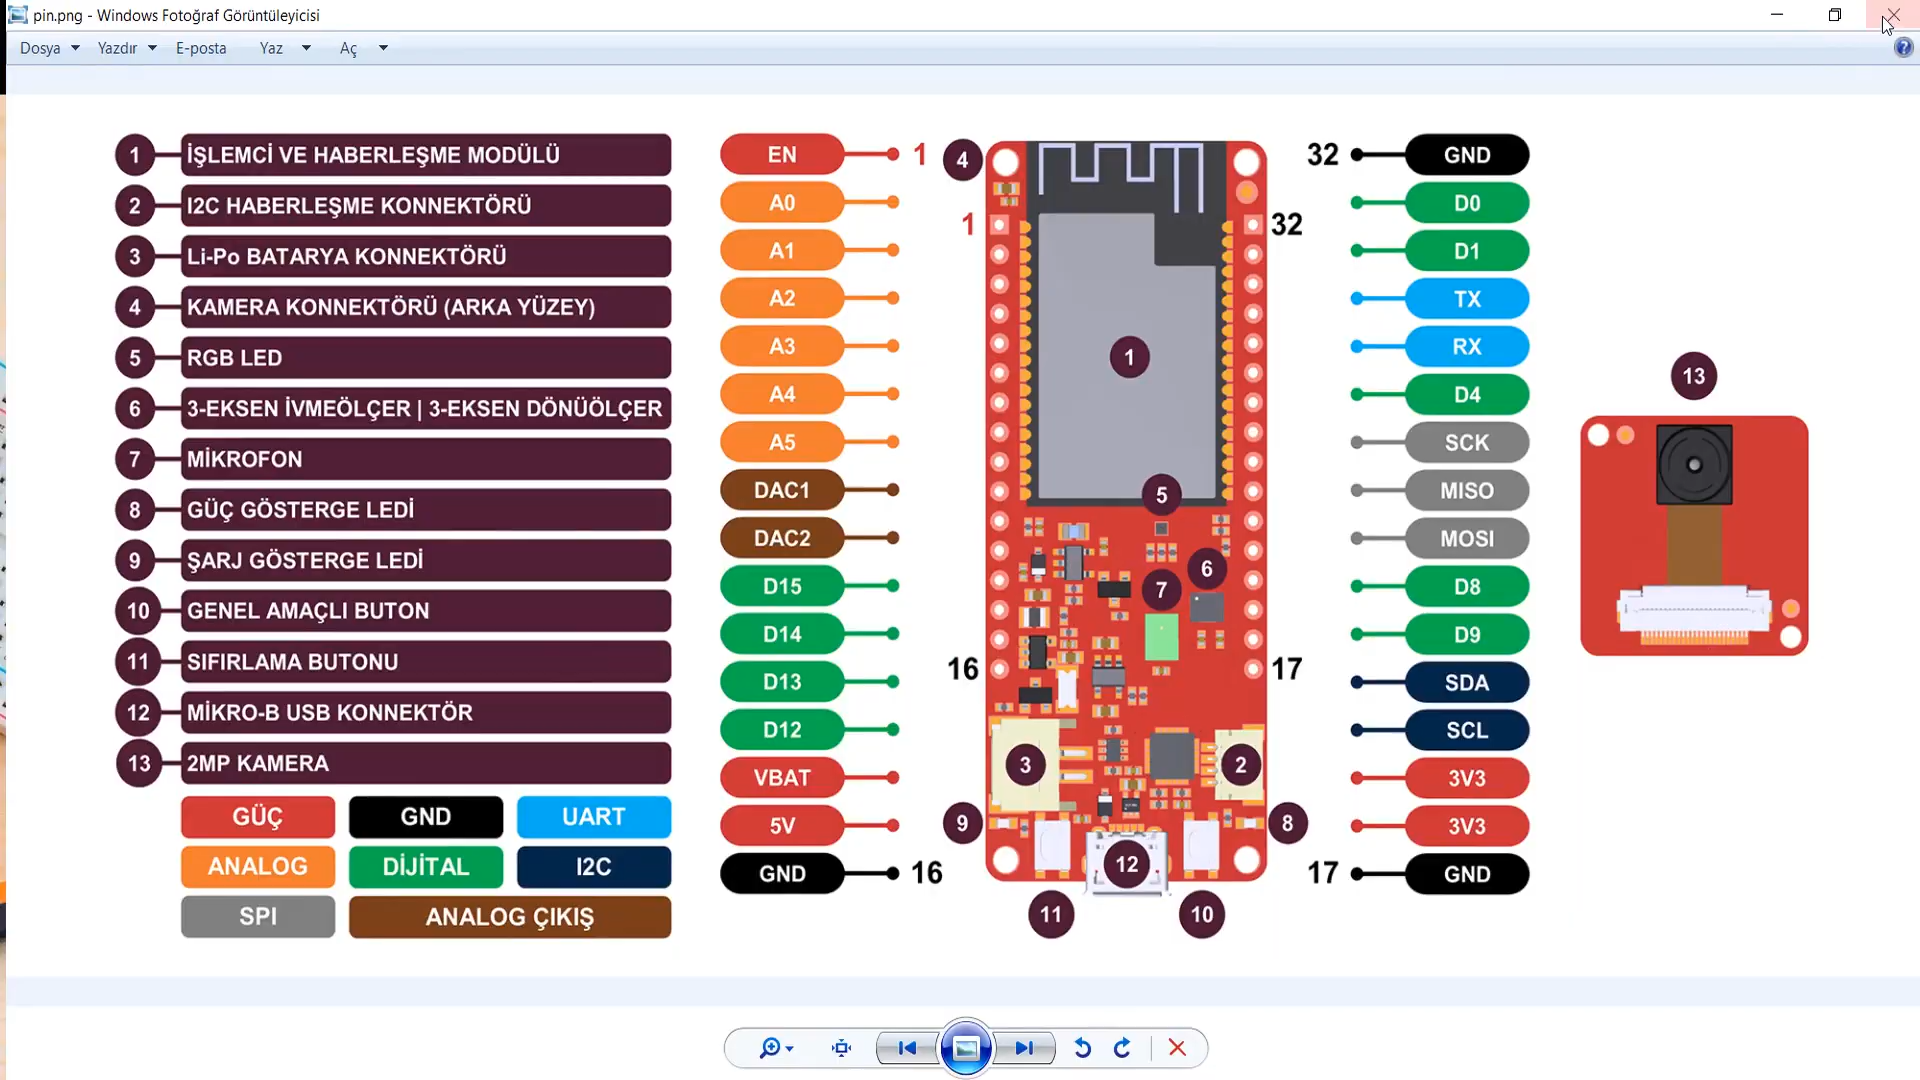 pin.png - Windows Fotoğraf Görüntüleyicisi
Dosya Yazdır E-posta Yaz Aç
1 İŞLEMCİ VE HABERLEŞME MODÜLÜ
2 I2C HABERLEŞME KONNEKTÖRÜ
3 Li-Po BATARYA KONNEKTÖRÜ
4 KAMERA KONNEKTÖRÜ (ARKA YÜZEY)
5 RGB LED
6 3-EKSEN İVMEÖLÇER | 3-EKSEN DÖNÜÖLÇER
7 MİKROFON
8 GÜÇ GÖSTERGE LEDİ
9 ŞARJ GÖSTERGE LEDİ
10 GENEL AMAÇLI BUTON
11 SIFIRLAMA BUTONU
12 MİKRO-B USB KONNEKTÖR
13 2MP KAMERA
GÜÇ GND UART
ANALOG DİJİTAL I2C
SPI ANALOG ÇIKIŞ
EN 1
A0
A1
A2
A3
A4
A5
DAC1
DAC2
D15
D14
D13
D12
VBAT
5V
GND 16
4
1 32
1
5
6
7
16 17
3 2
9 8
12
11 10
32 GND
D0
D1
TX
RX
D4
SCK
MISO
MOSI
D8
D9
SDA
SCL
3V3
3V3
17 GND
13
?